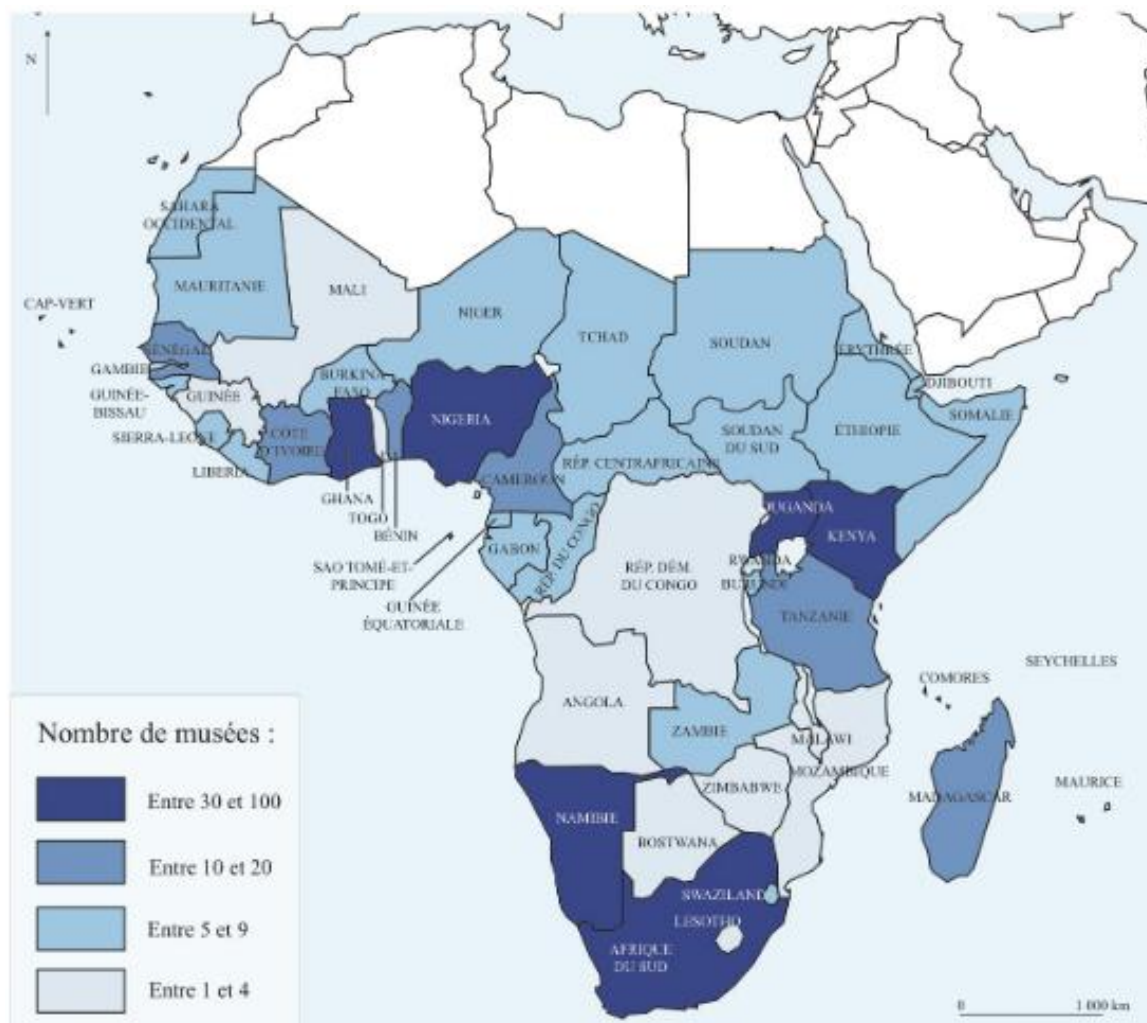 N
SAHARA
OCCIDENTAL
MAURITANIE
MALI
NIGER
CAP-VERT
TCHAD
SOUDAN
SÉNÉGAL
ERYTHRÉE
GAMBIE
BURKINA
FASO
DJIBOUTI
GUINÉE-
BISSAU
GUINÉE
NIGERIA
SOMALIE
SIERRA-LEONE
CÔTE
D'IVOIRE
SOUDAN
DU SUD
ÉTHIOPIE
LIBERIA
RÉP. CENTRAFRICAINE
CAMEROUN
GHANA
TOGO
BÉNIN
OUGANDA
KENYA
GABON
RÉP. DU CONGO
SAO TOMÉ-ET-
PRINCIPE
RÉP. DÉM.
DU CONGO
RWANDA
BURUNDI
GUINÉE
ÉQUATORIALE
TANZANIE
SEYCHELLES
COMORES
ANGOLA
ZAMBIE
MALAWI
MOZAMBIQUE
ZIMBABWE
MAURICE
MADAGASCAR
NAMIBIE
BOSTWANA
SWAZILAND
LESOTHO
AFRIQUE
DU SUD
Nombre de musées :
Entre 30 et 100
Entre 10 et 20
Entre 5 et 9
Entre 1 et 4
0 1 000 km